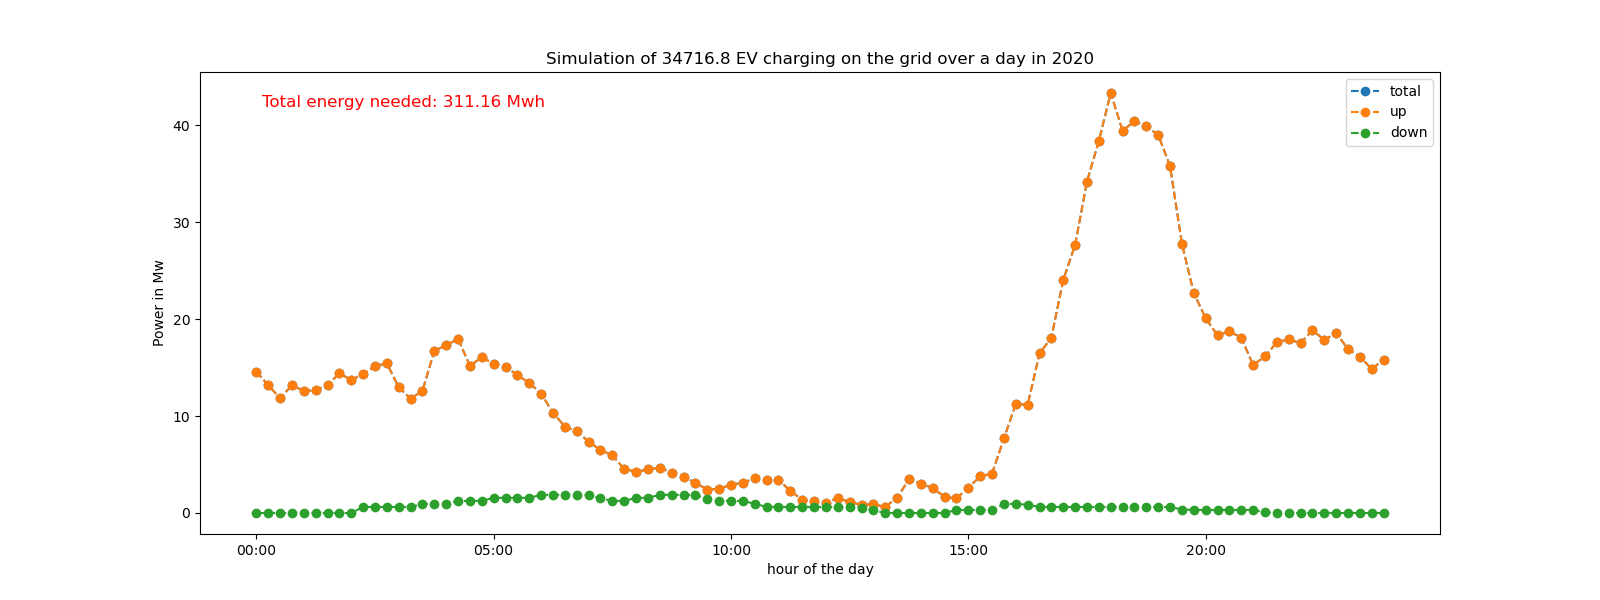 Simulation of 34716.8 EV charging on the grid over a day in 2020
Total energy needed: 311.16 Mwh
total
up
down
Power in Mw
40
30
20
10
0
00:00 05:00 10:00 15:00 20:00
hour of the day